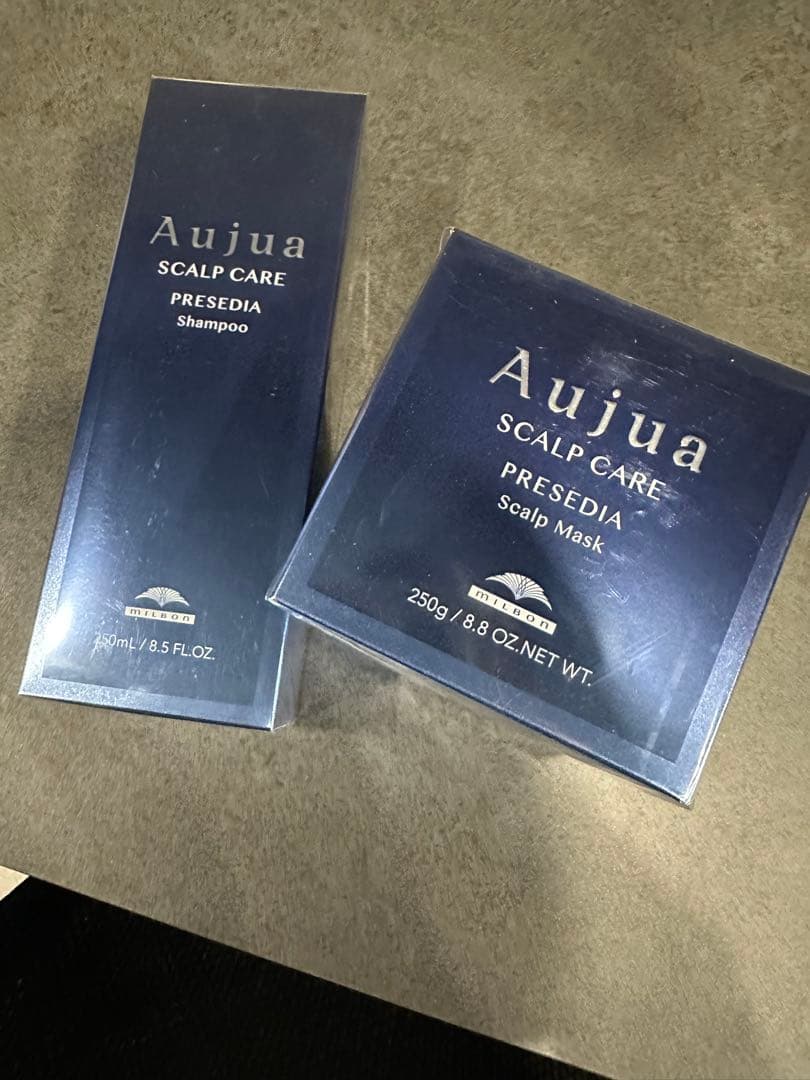 Aujua
SCALP CARE
PRESEDIA
Shampoo
MILBON
250mL / 8.5 FL.OZ.
Aujua
SCALP CARE
PRESEDIA
Scalp Mask
MILBON
250g / 8.8 OZ.NET WT.